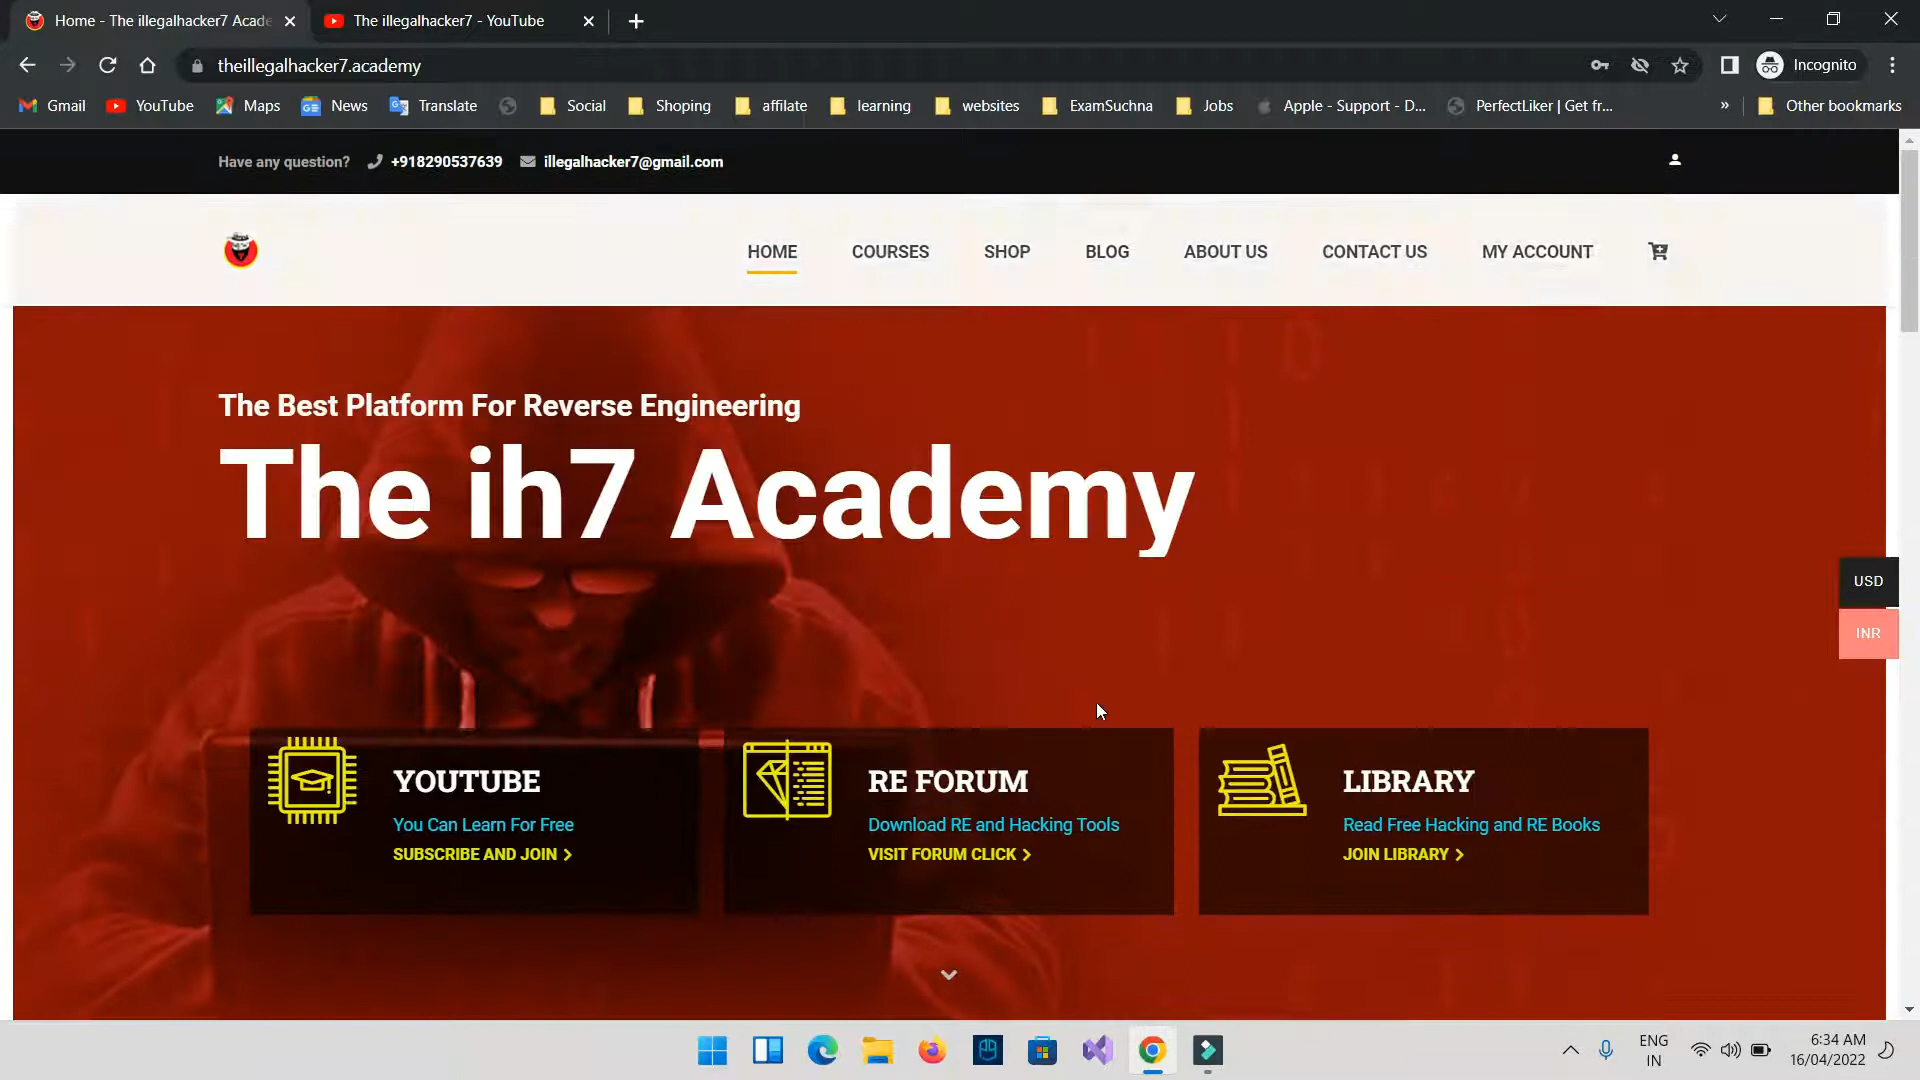 Home - The illegalhacker7 Acade
The illegalhacker7 - YouTube
theillegalhacker7.academy
Incognito
Gmail
YouTube
Maps
News
Translate
Social
Shoping
affilate
learning
websites
ExamSuchna
Jobs
Apple - Support - D...
PerfectLiker | Get fr...
»
Other bookmarks
Have any question?
+918290537639
illegalhacker7@gmail.com
HOME
COURSES
SHOP
BLOG
ABOUT US
CONTACT US
MY ACCOUNT
The Best Platform For Reverse Engineering
The ih7 Academy
USD
INR
YOUTUBE
You Can Learn For Free
SUBSCRIBE AND JOIN
RE FORUM
Download RE and Hacking Tools
VISIT FORUM CLICK
LIBRARY
Read Free Hacking and RE Books
JOIN LIBRARY
ENG
IN
6:34 AM
16/04/2022